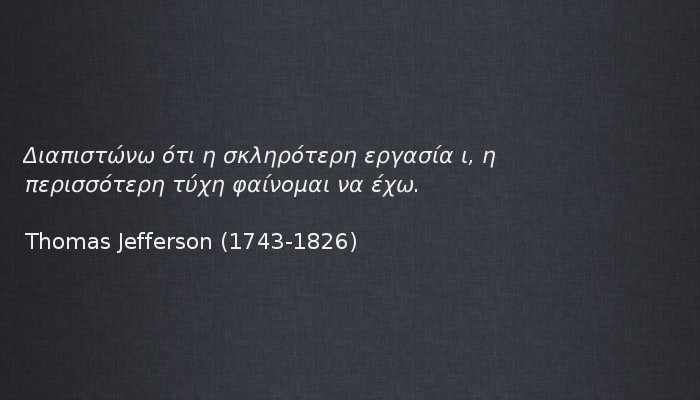 Διαπιστώνω ότι η σκληρότερη εργασία ι, η
περισσότερη τύχη φαίνομαι να έχω.
Thomas Jefferson (1743-1826)